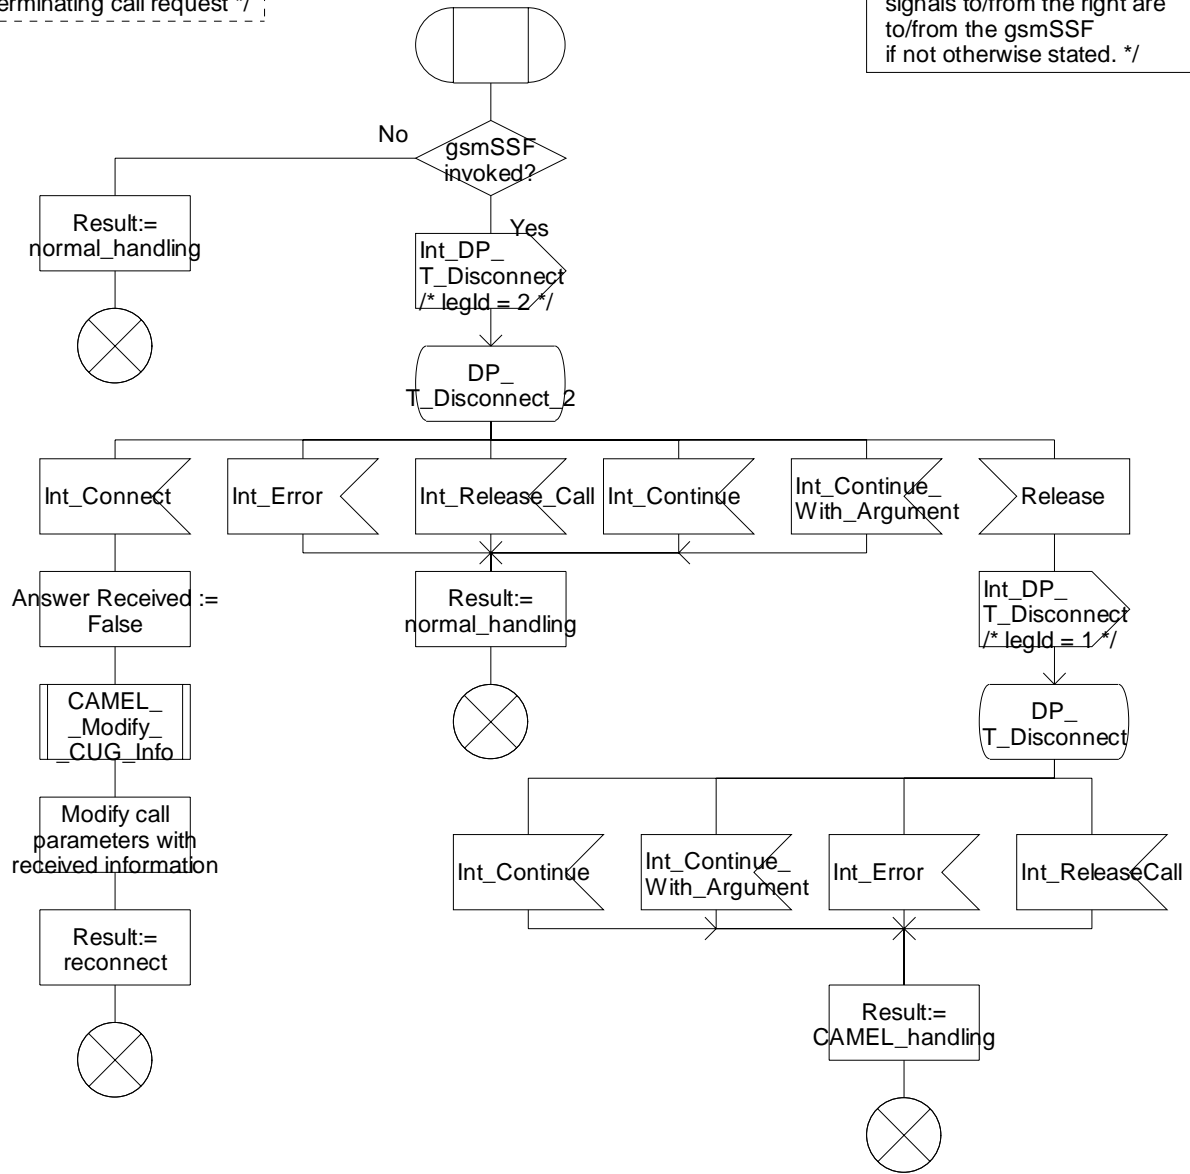 erminating call request */
signals to/from the right are
to/from the gsmSSF
if not otherwise stated. */
No
gsmSSF
invoked?
Yes
Result:=
normal_handling
Int_DP_
T_Disconnect
/* legId = 2 */
DP_
T_Disconnect_2
Int_Connect
Int_Error
Int_Release_Call
Int_Continue
Int_Continue_
With_Argument
Release
Answer Received :=
False
Result:=
normal_handling
Int_DP_
T_Disconnect
/* legId = 1 */
CAMEL_
_Modify_
_CUG_Info
DP_
T_Disconnect
Modify call
parameters with
received information
Int_Continue
Int_Continue_
With_Argument
Int_Error
Int_ReleaseCall
Result:=
reconnect
Result:=
CAMEL_handling